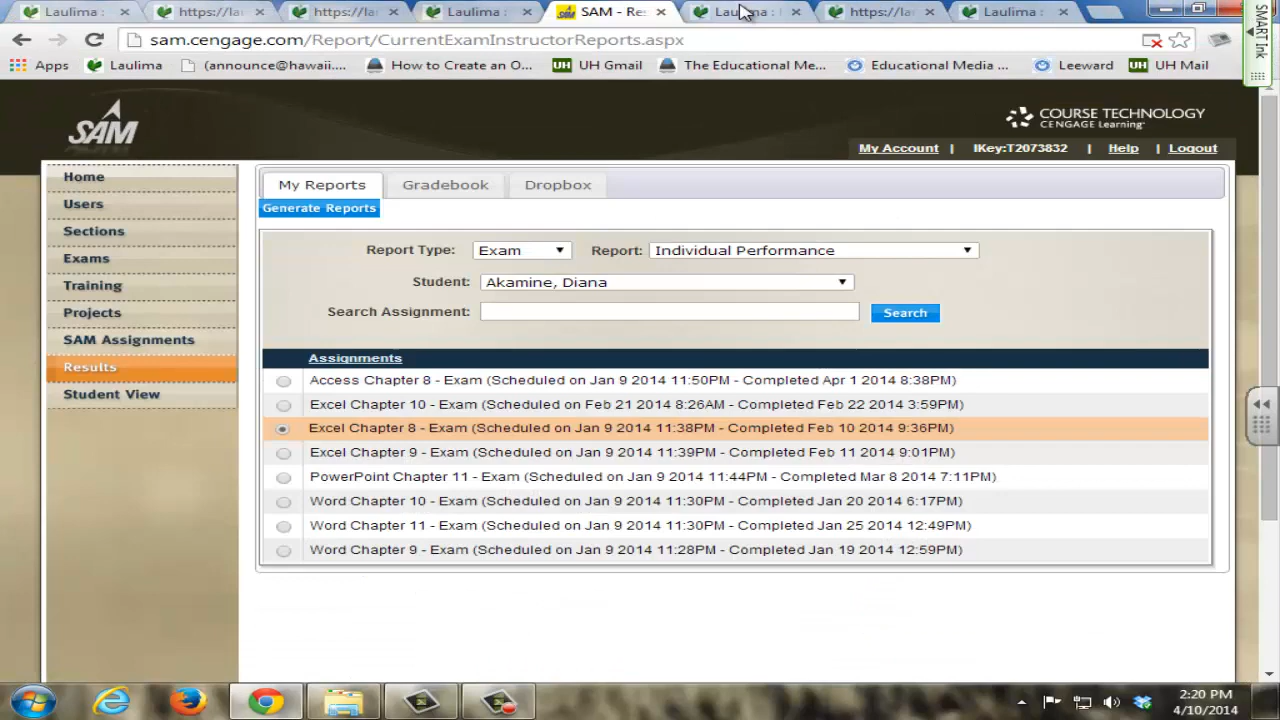 Laulima :
https://la
https://la
Laulima :
SAM - Re
Laulima :
https://la
Laulima :
SMART Ink
sam.cengage.com/Report/CurrentExamInstructorReports.aspx
Apps Laulima (announce@hawaii.... How to Create an O... UH UH Gmail The Educational Me... Educational Media ... Leeward UH UH Mail
SAM
COURSE TECHNOLOGY
CENGAGE Learning
My Account | IKey:T2073832 | Help | Logout
Home
Users
Sections
Exams
Training
Projects
SAM Assignments
Results
Student View
My Reports Gradebook Dropbox
Generate Reports
Report Type: Exam Report: Individual Performance
Student: Akamine, Diana
Search Assignment: Search
Assignments
Access Chapter 8 - Exam (Scheduled on Jan 9 2014 11:50PM - Completed Apr 1 2014 8:38PM)
Excel Chapter 10 - Exam (Scheduled on Feb 21 2014 8:26AM - Completed Feb 22 2014 3:59PM)
Excel Chapter 8 - Exam (Scheduled on Jan 9 2014 11:38PM - Completed Feb 10 2014 9:36PM)
Excel Chapter 9 - Exam (Scheduled on Jan 9 2014 11:39PM - Completed Feb 11 2014 9:01PM)
PowerPoint Chapter 11 - Exam (Scheduled on Jan 9 2014 11:44PM - Completed Mar 8 2014 7:11PM)
Word Chapter 10 - Exam (Scheduled on Jan 9 2014 11:30PM - Completed Jan 20 2014 6:17PM)
Word Chapter 11 - Exam (Scheduled on Jan 9 2014 11:30PM - Completed Jan 25 2014 12:49PM)
Word Chapter 9 - Exam (Scheduled on Jan 9 2014 11:28PM - Completed Jan 19 2014 12:59PM)
2:20 PM
4/10/2014